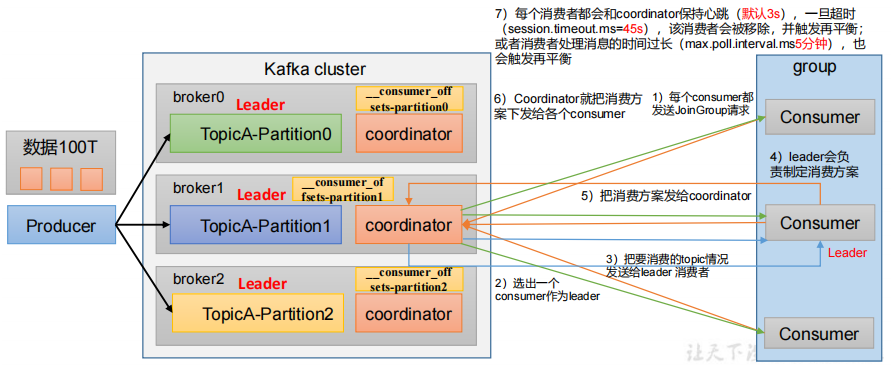 7）每个消费者都会和coordinator保持心跳（默认3s），一旦超时
（session.timeout.ms=45s），该消费者会被移除，并触发再平衡；
或者消费者处理消息的时间过长（max.poll.interval.ms5分钟），也
会触发再平衡
Kafka cluster
group
broker0
Leader
__consumer_off
sets-partition0
TopicA-Partition0
coordinator
6）Coordinator就把消费方
案下发给各个consumer
1）每个consumer都
发送JoinGroup请求
Consumer
数据100T
4）leader会负
责制定消费方案
broker1
Leader
__consumer_of
fsets-partition1
5）把消费方案发给coordinator
Producer
TopicA-Partition1
coordinator
Consumer
Leader
3）把要消费的topic情况
发送给leader 消费者
broker2
Leader
__consumer_off
sets-partition2
2）选出一个
consumer作为leader
TopicA-Partition2
coordinator
Consumer
让天下